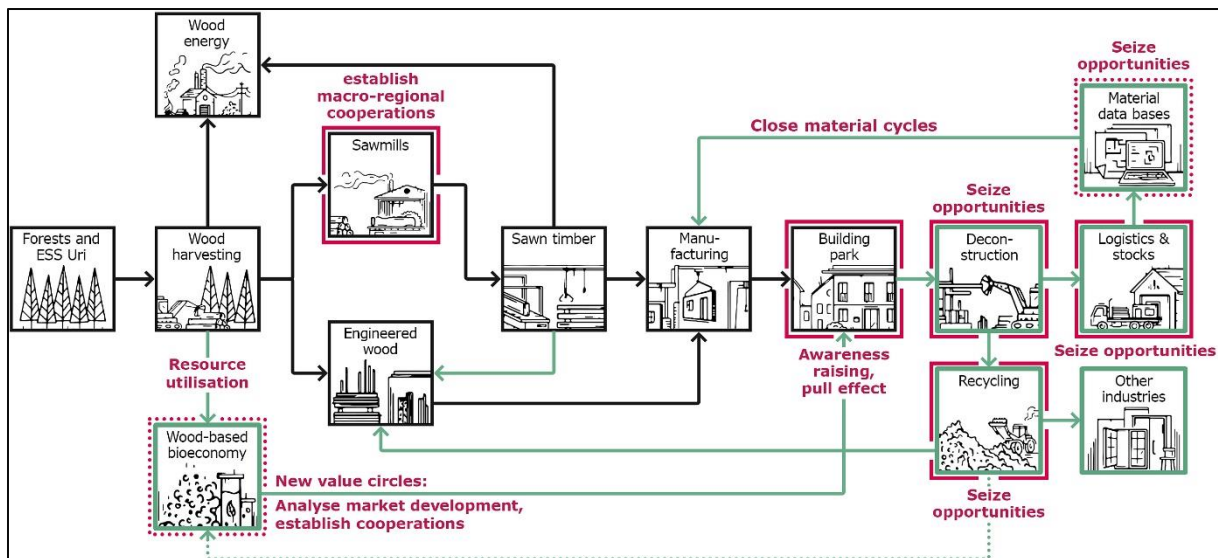 Wood
energy
establish
macro-regional
cooperations
Sawmills
Seize
opportunities
Material
data bases
Close material cycles
Forests and
ESS Uri
Wood
harvesting
Sawn timber
Manu-
facturing
Building
park
Seize
opportunities
Decon-
struction
Logistics &
stocks
Engineered
wood
Resource
utilisation
Awareness
raising,
pull effect
Seize opportunities
Recycling
Other
industries
Wood-based
bioeconomy
New value circles:
Analyse market development,
establish cooperations
Seize
opportunities